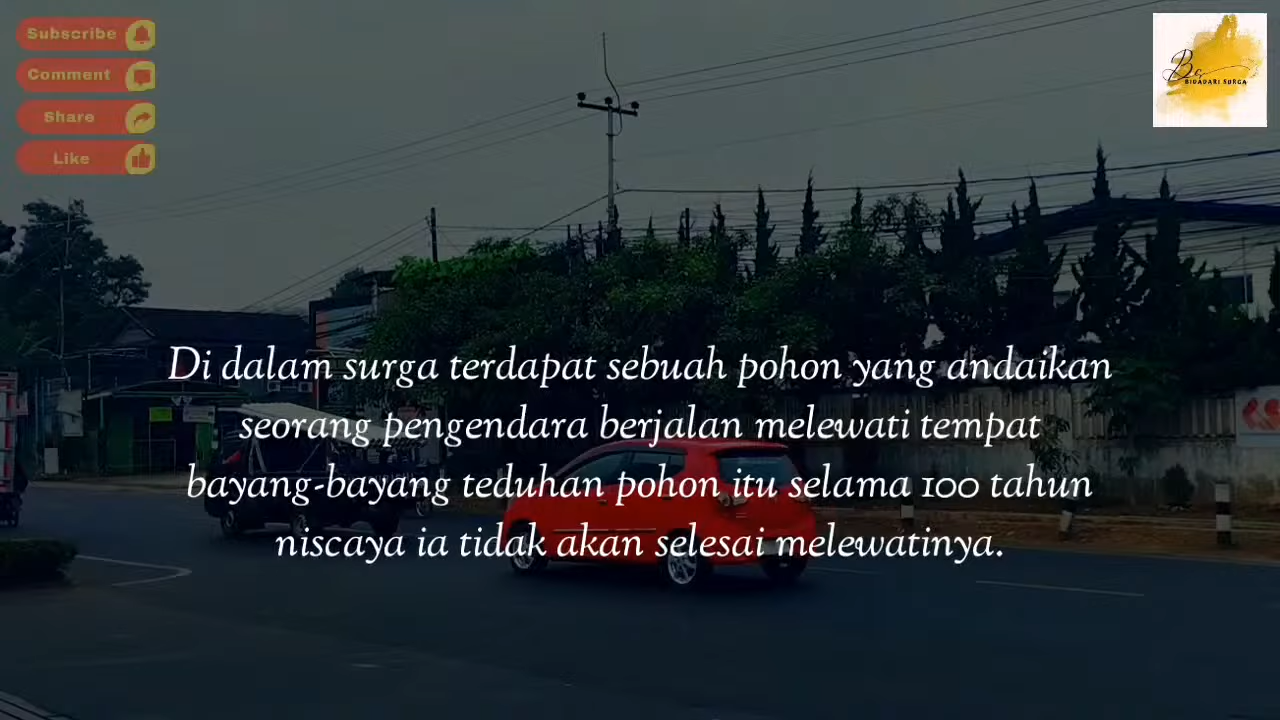 Subscribe
Comment
Share
Like
Bs
BIDADARI SURGA
Di dalam surga terdapat sebuah pohon yang andaikan
seorang pengendara berjalan melewati tempat
bayang-bayang teduhan pohon itu selama 100 tahun
niscaya ia tidak akan selesai melewatinya.